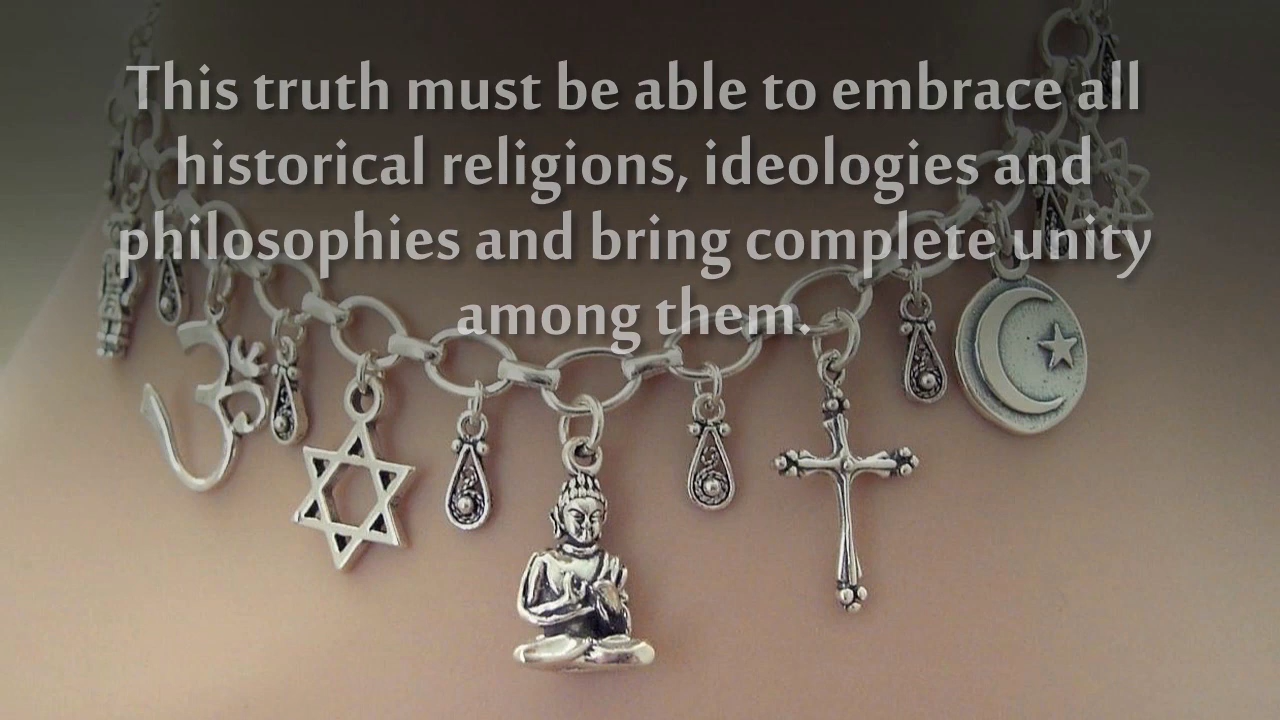 This truth must be able to embrace all
historical religions, ideologies and
philosophies and bring complete unity
among them.